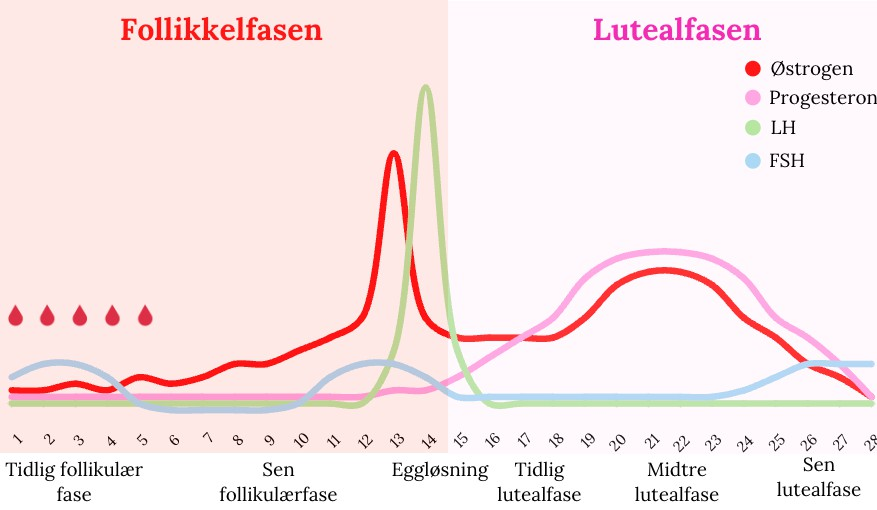 Follikkelfasen
Lutealfasen
Østrogen
Progesteron
LH
FSH
1 2 3 4 5 6 7 8 9 10 11 12 13 14 15 16 17 18 19 20 21 22 23 24 25 26 27 28
Tidlig follikulær
fase
Sen
follikulærfase
Eggløsning
Tidlig
lutealfase
Midtre
lutealfase
Sen
lutealfase